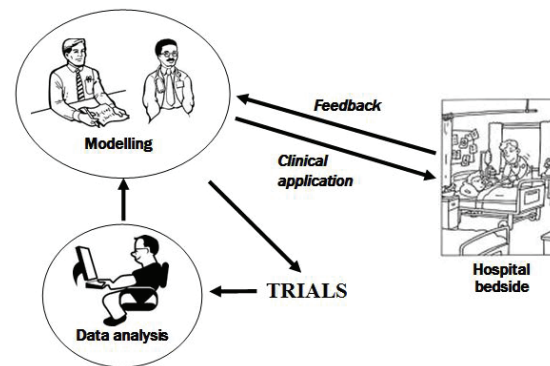 Modelling
Feedback
Clinical
application
Hospital
bedside
TRIALS
Data analysis